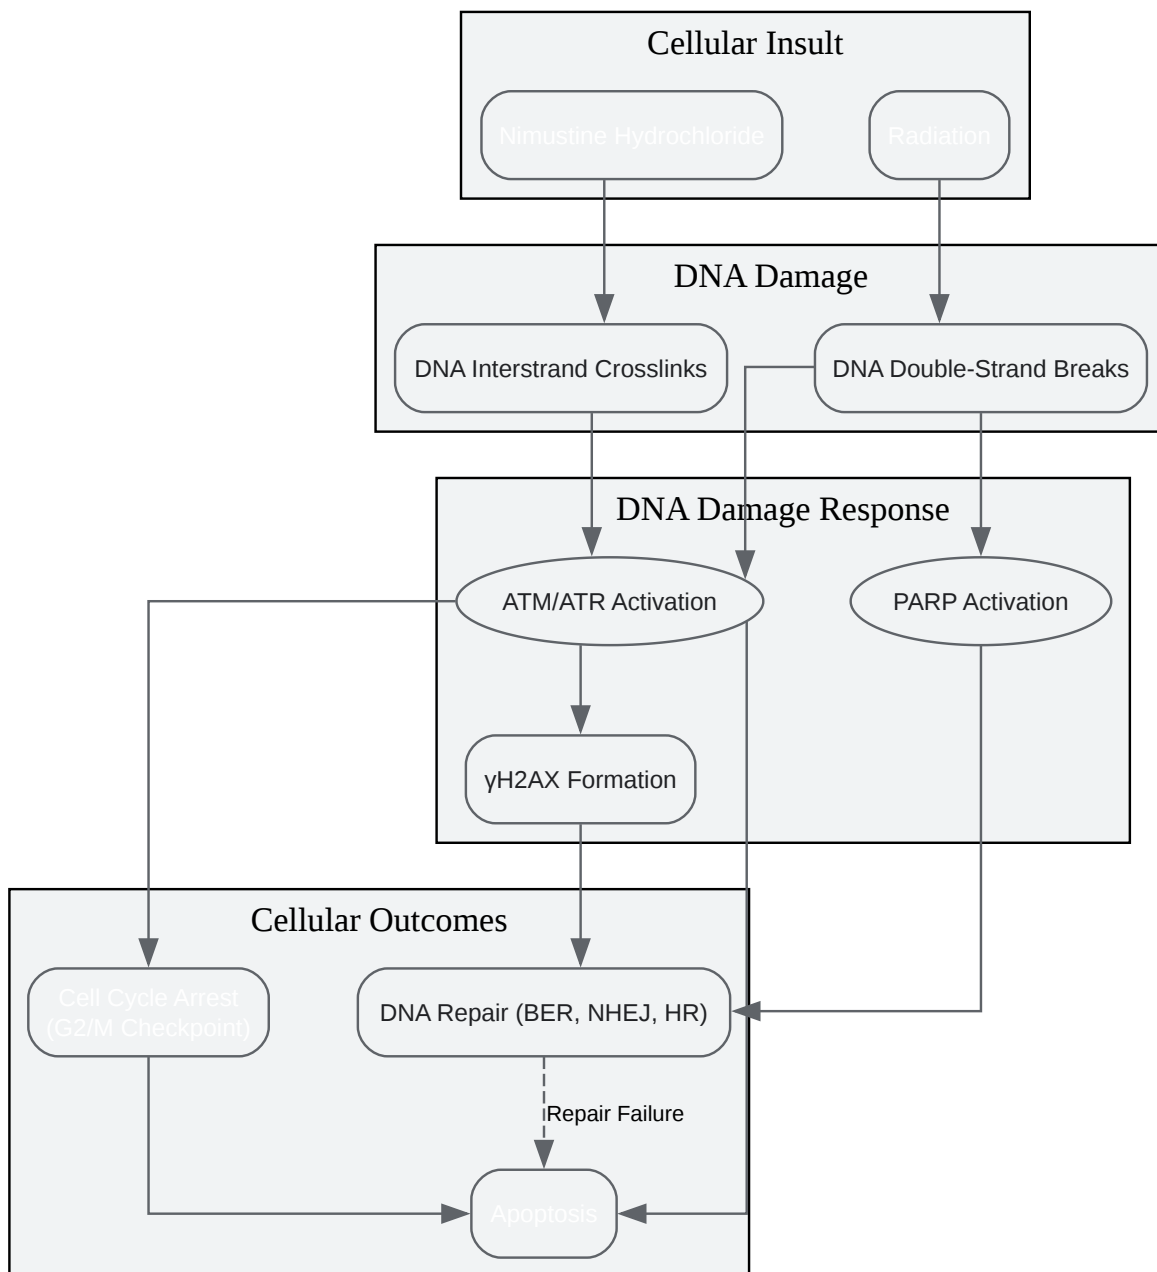 Cellular Insult
Nimustine Hydrochloride
Radiation
DNA Damage
DNA Interstrand Crosslinks
DNA Double-Strand Breaks
DNA Damage Response
ATM/ATR Activation
PARP Activation
γH2AX Formation
Cellular Outcomes
Cell Cycle Arrest
(G2/M Checkpoint)
DNA Repair (BER, NHEJ, HR)
Repair Failure
Apoptosis